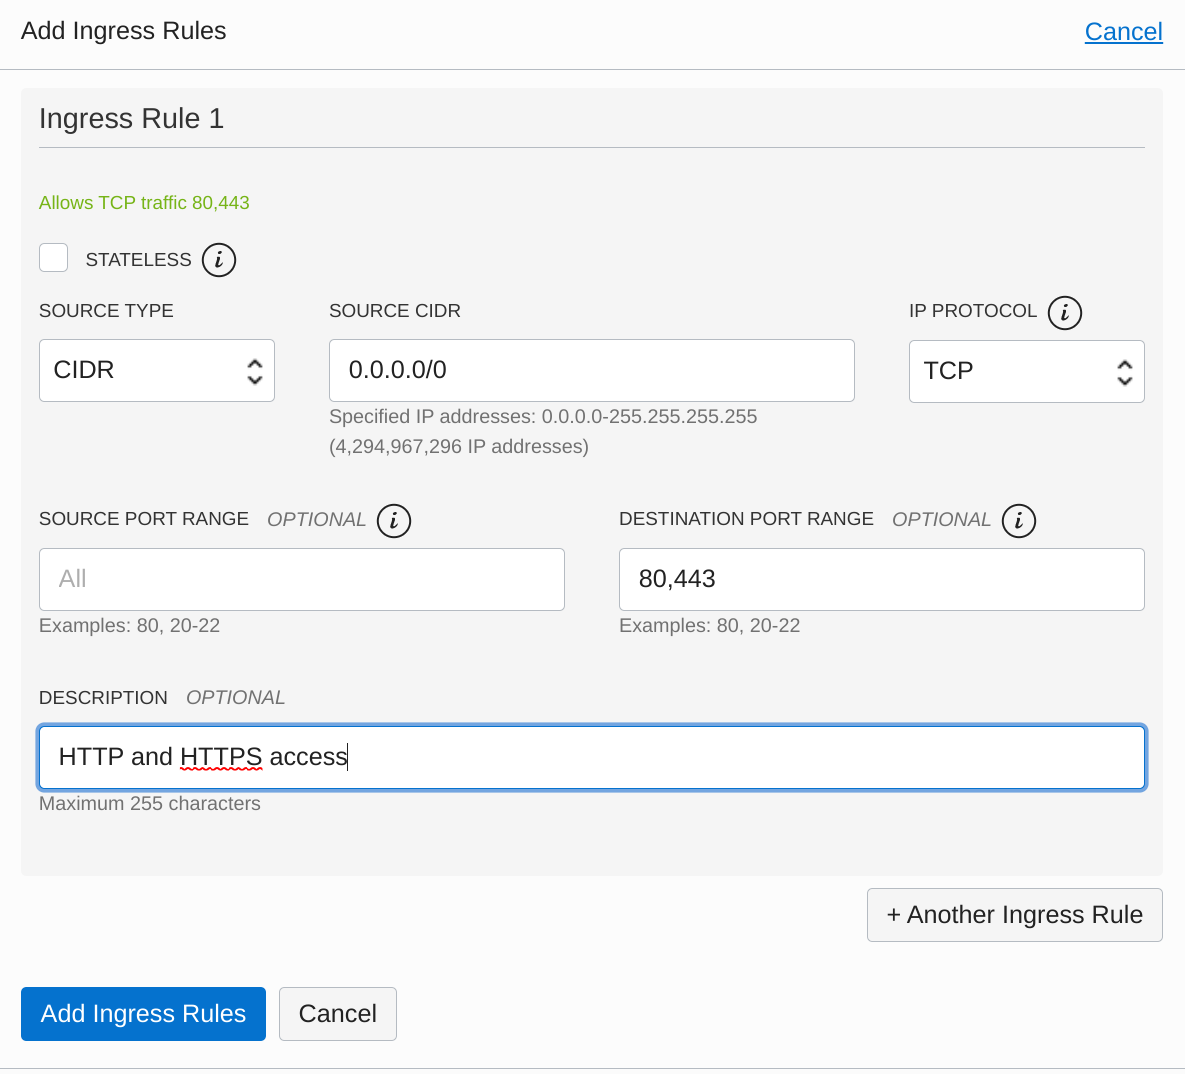 Add Ingress Rules
Cancel
Ingress Rule 1
Allows TCP traffic 80,443
STATELESS i
SOURCE TYPE
SOURCE CIDR
IP PROTOCOL i
CIDR
0.0.0.0/0
TCP
Specified IP addresses: 0.0.0.0-255.255.255.255
(4,294,967,296 IP addresses)
SOURCE PORT RANGE OPTIONAL i
DESTINATION PORT RANGE OPTIONAL i
All
80,443
Examples: 80, 20-22
Examples: 80, 20-22
DESCRIPTION OPTIONAL
HTTP and HTTPS access
Maximum 255 characters
+ Another Ingress Rule
Add Ingress Rules
Cancel